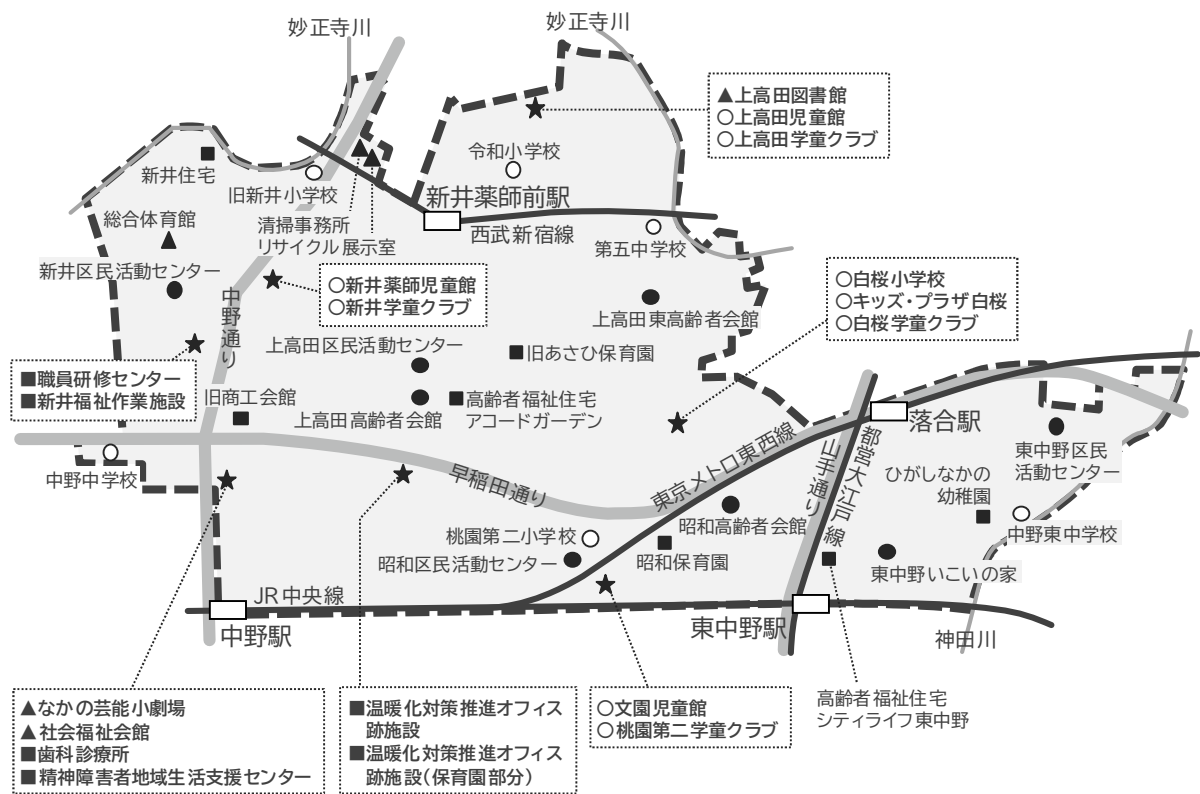 妙正寺川
妙正寺川
▲上高田図書館
○上高田児童館
○上高田学童クラブ
令和小学校
新井住宅
旧新井小学校
新井薬師前駅
総合体育館
清掃事務所
リサイクル展示室
西武新宿線
第五中学校
新井区民活動センター
○新井薬師児童館
○新井学童クラブ
○白桜小学校
○キッズ・プラザ白桜
○白桜学童クラブ
中野通り
上高田東高齢者会館
上高田区民活動センター
旧あさひ保育園
■職員研修センター
■新井福祉作業施設
旧商工会館
上高田高齢者会館
高齢者福祉住宅
アコードガーデン
落合駅
中野中学校
早稲田通り
東京メトロ東西線
山手通り
都営大江戸線
東中野区民
活動センター
ひがしなかの
幼稚園
桃園第二小学校
昭和区民活動センター
昭和高齢者会館
昭和保育園
中野東中学校
東中野いこいの家
JR中央線
中野駅
東中野駅
神田川
▲なかの芸能小劇場
▲社会福祉会館
■歯科診療所
■精神障害者地域生活支援センター
■温暖化対策推進オフィス
跡施設
■温暖化対策推進オフィス
跡施設(保育園部分)
○文園児童館
○桃園第二学童クラブ
高齢者福祉住宅
シティライフ東中野